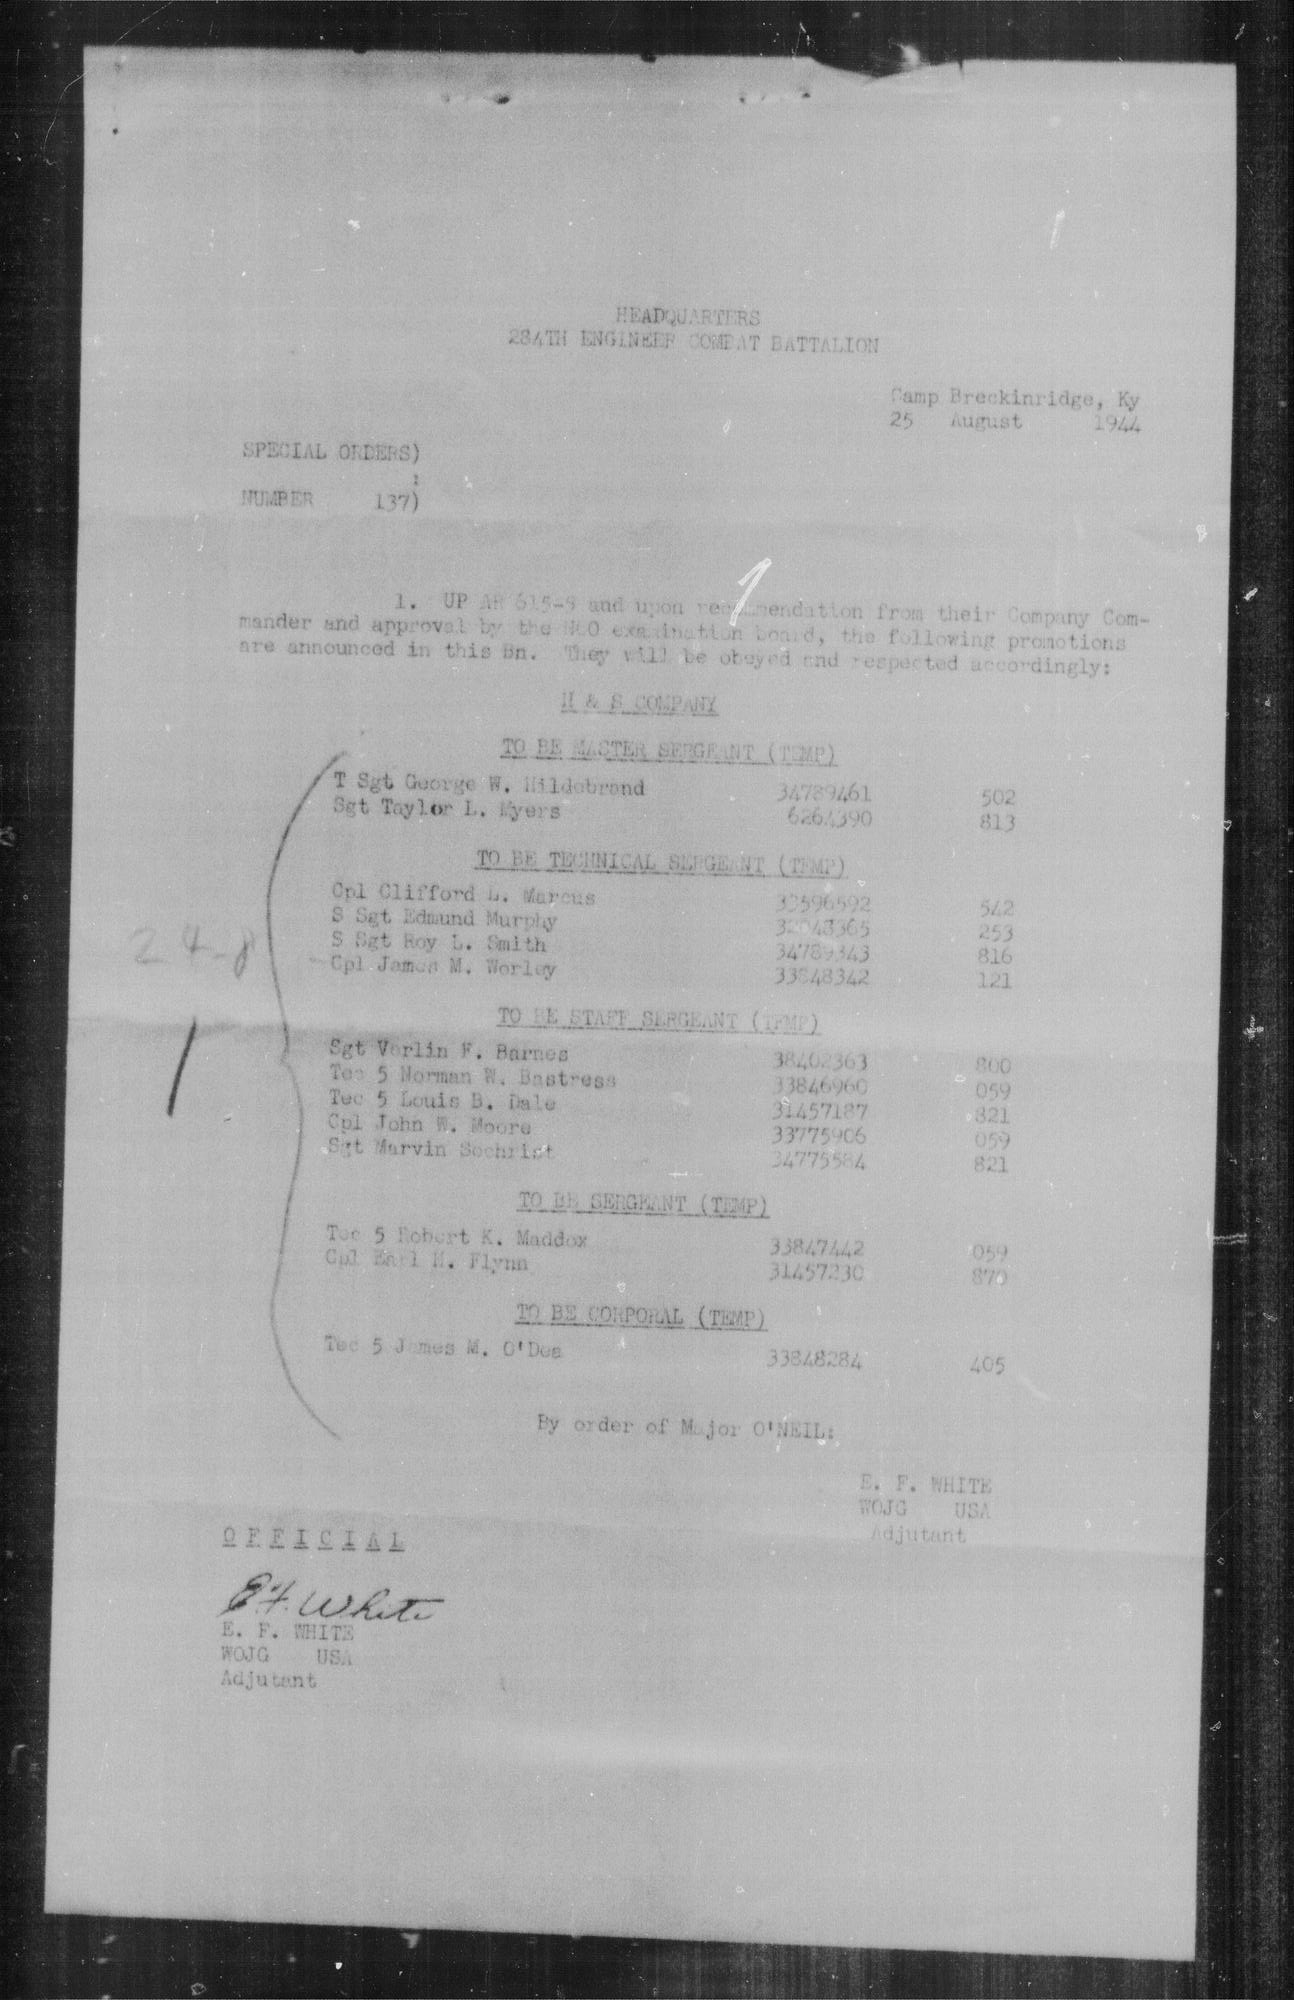 HEADQUARTERS
284TH ENGINEER COMBAT BATTALION
Camp Breckinridge, Ky
25 August 1944
SPECIAL ORDERS)
:
NUMBER 137)
1. UP AR 615-5 and upon recommendation from their Company Com-
mander and approval by the NCO examination board, the following promotions
are announced in this Bn. They will be obeyed and respected accordingly:
H & S COMPANY
TO BE MASTER SERGEANT (TEMP)
T Sgt George W. Hildebrand 34789461 502
Sgt Taylor L. Myers 6264390 813
TO BE TECHNICAL SERGEANT (TEMP)
Cpl Clifford L. Marcus 33596592 542
S Sgt Edmund Murphy 32048365 253
S Sgt Roy L. Smith 34789343 816
Cpl James M. Worley 33848342 121
24-8
TO BE STAFF SERGEANT (TEMP)
Sgt Verlin F. Barnes 38402363 800
Tec 5 Norman W. Bastress 33846960 059
Tec 5 Louis B. Dale 31457187 821
Cpl John W. Moore 33775906 059
Sgt Marvin Sechrist 34775584 821
TO BE SERGEANT (TEMP)
Tec 5 Robert K. Maddox 33847442 059
Cpl Earl M. Flynn 31457230 870
TO BE CORPORAL (TEMP)
Tec 5 James M. O'Dea 33848284 405
By order of Major O'NEIL:
E. F. WHITE
WOJG USA
Adjutant
OFFICIAL
E.F. White
E. F. WHITE
WOJG USA
Adjutant